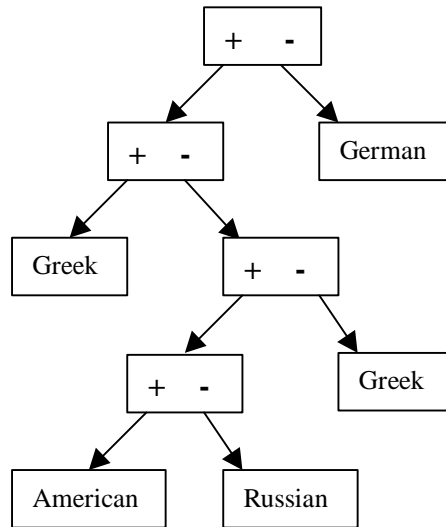 + -
+ - German
Greek + -
+ - Greek
American Russian